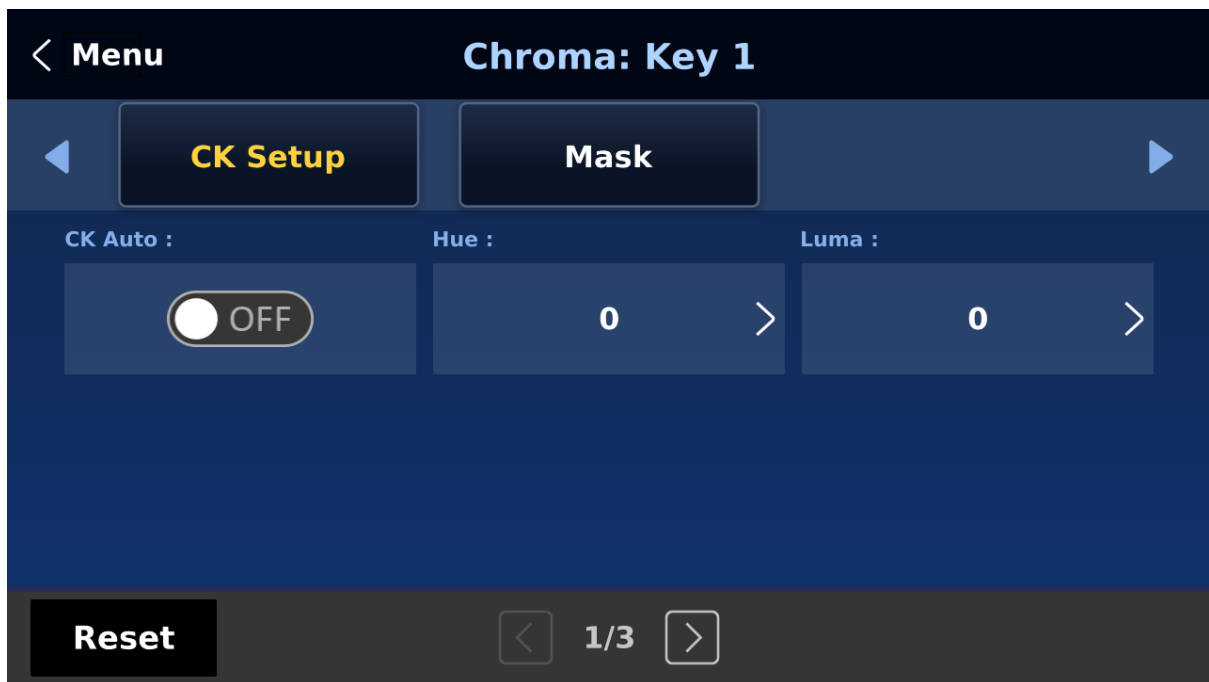 Menu
Chroma: Key 1
CK Setup
Mask
CK Auto :
Hue :
Luma :
OFF
0
0
Reset
1/3